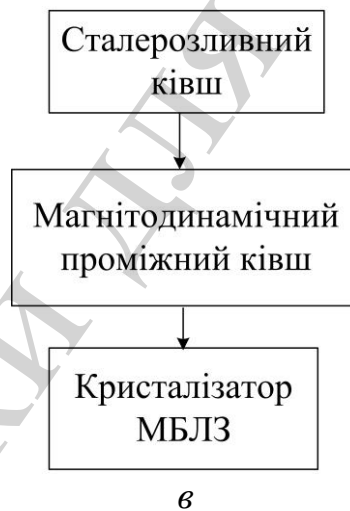 Сталерозливний
ківш
Магнітодинамічний
проміжний ківш
Кристалізатор
МБЛЗ
в